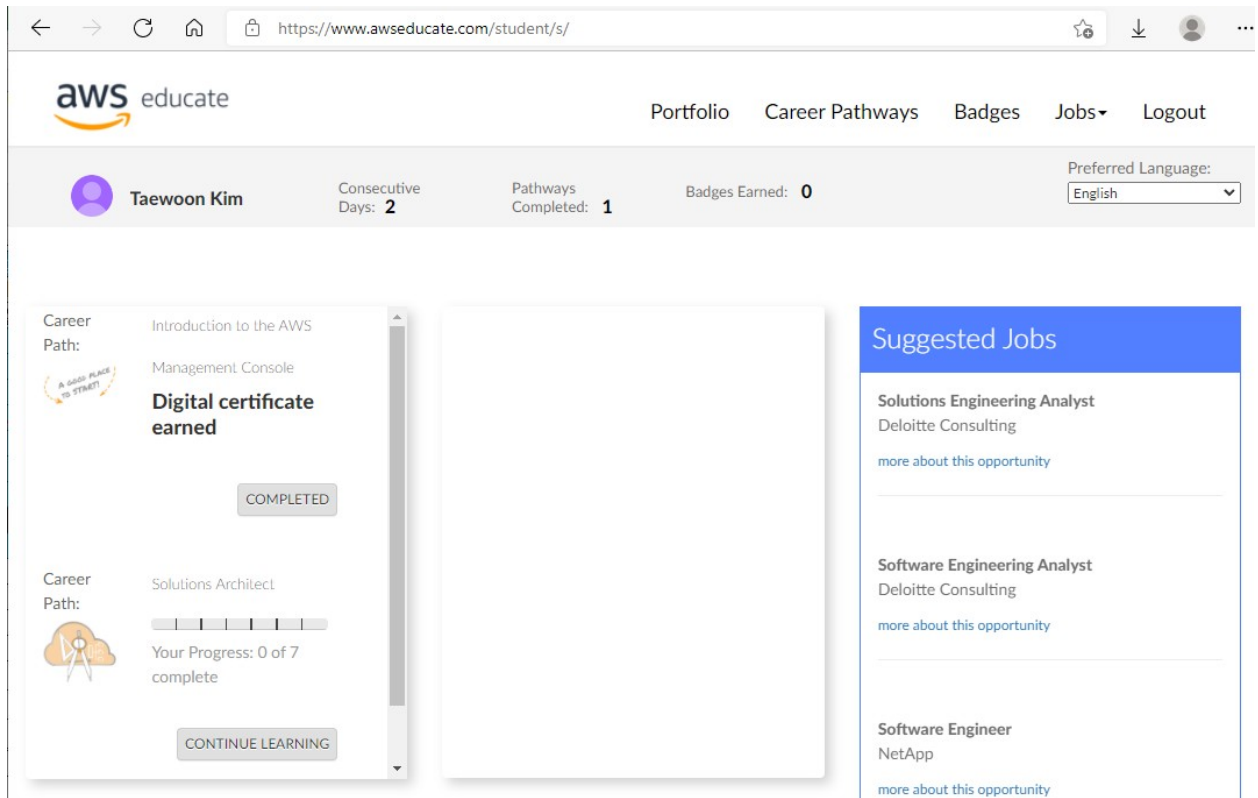 https://www.awseducate.com/student/s/
aws educate
Portfolio Career Pathways Badges Jobs Logout
Taewoon Kim
Consecutive
Days: 2
Pathways
Completed: 1
Badges Earned: 0
Preferred Language:
English
Career
Path:
A GOOD PLACE
TO START!
Introduction to the AWS
Management Console
Digital certificate
earned
COMPLETED
Career
Path:
Solutions Architect
Your Progress: 0 of 7
complete
CONTINUE LEARNING
Suggested Jobs
Solutions Engineering Analyst
Deloitte Consulting
more about this opportunity
Software Engineering Analyst
Deloitte Consulting
more about this opportunity
Software Engineer
NetApp
more about this opportunity